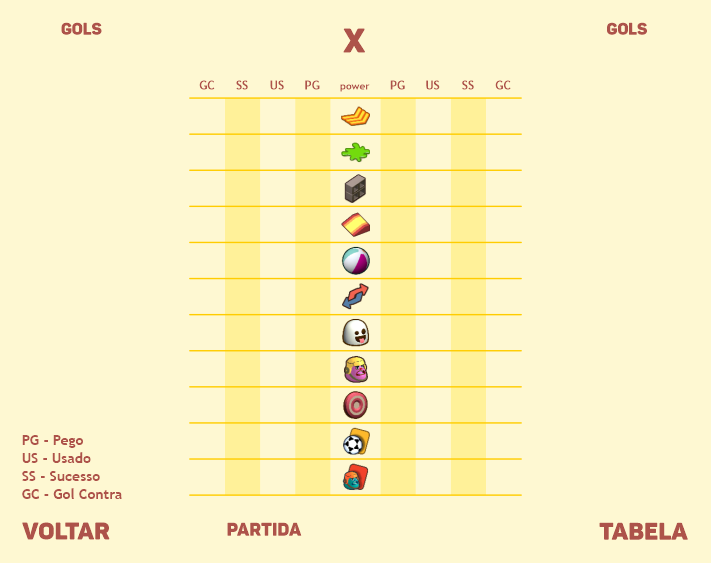 GOLS
X
GOLS
GC SS US PG power PG US SS GC
PG - Pego
US - Usado
SS - Sucesso
GC - Gol Contra
VOLTAR
PARTIDA
TABELA